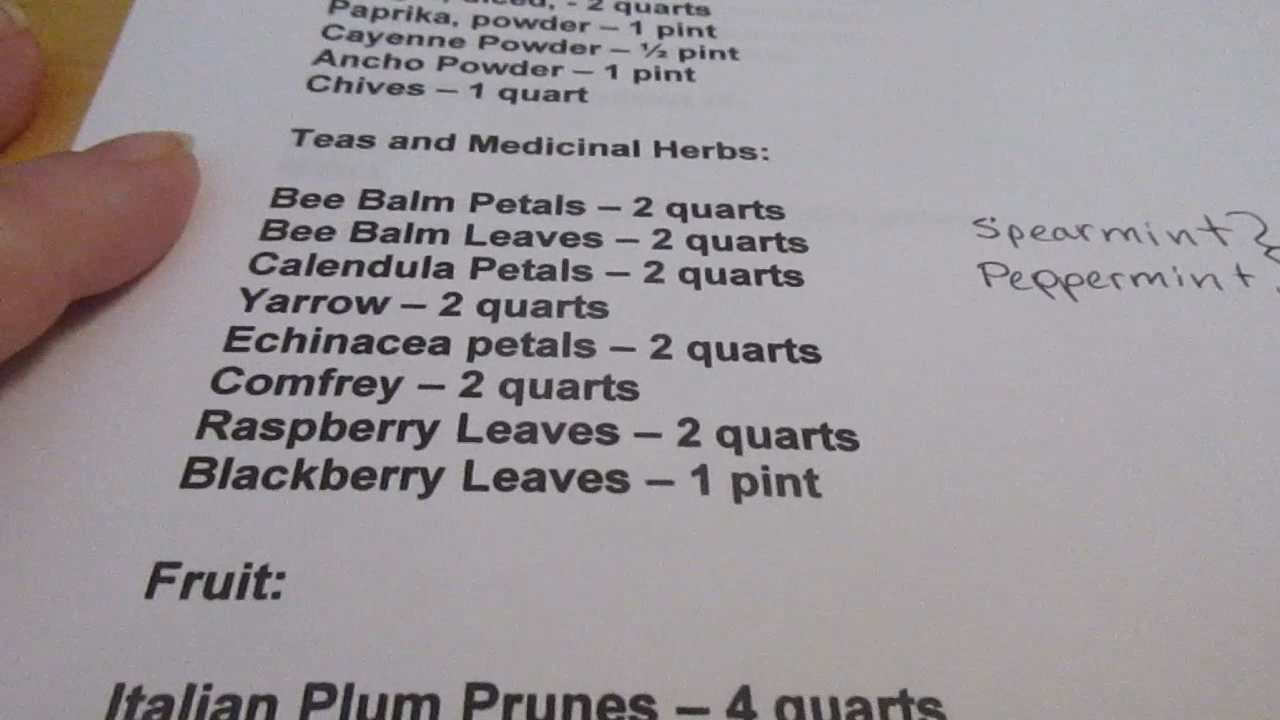 - 2 quarts
Paprika, powder – 1 pint
Cayenne Powder – ½ pint
Ancho Powder – 1 pint
Chives – 1 quart
Teas and Medicinal Herbs:
Bee Balm Petals – 2 quarts
Bee Balm Leaves – 2 quarts
Spearmint }
Calendula Petals – 2 quarts
Peppermint
Yarrow – 2 quarts
Echinacea petals – 2 quarts
Comfrey – 2 quarts
Raspberry Leaves – 2 quarts
Blackberry Leaves – 1 pint
Fruit:
Italian Plum Prunes – 4 quarts